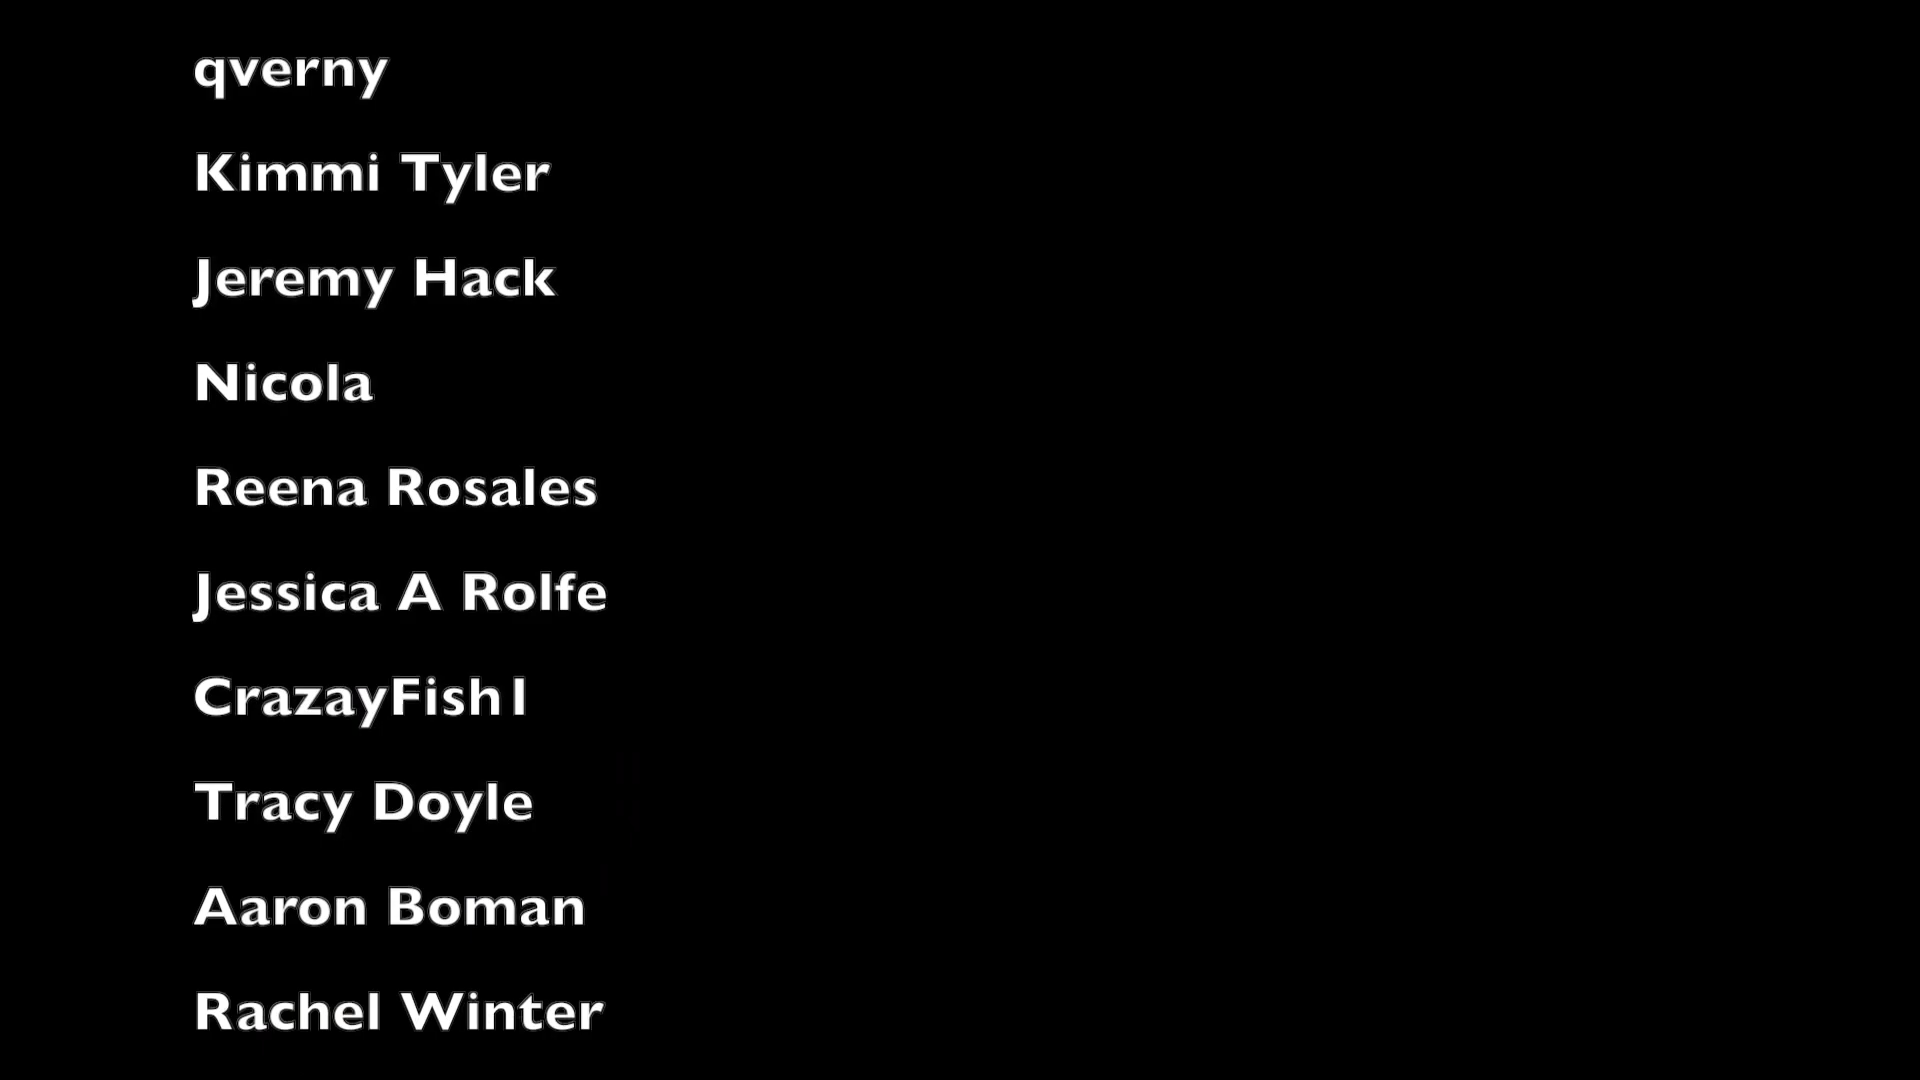 qverny
Kimmi Tyler
Jeremy Hack
Nicola
Reena Rosales
Jessica A Rolfe
CrazayFish1
Tracy Doyle
Aaron Boman
Rachel Winter